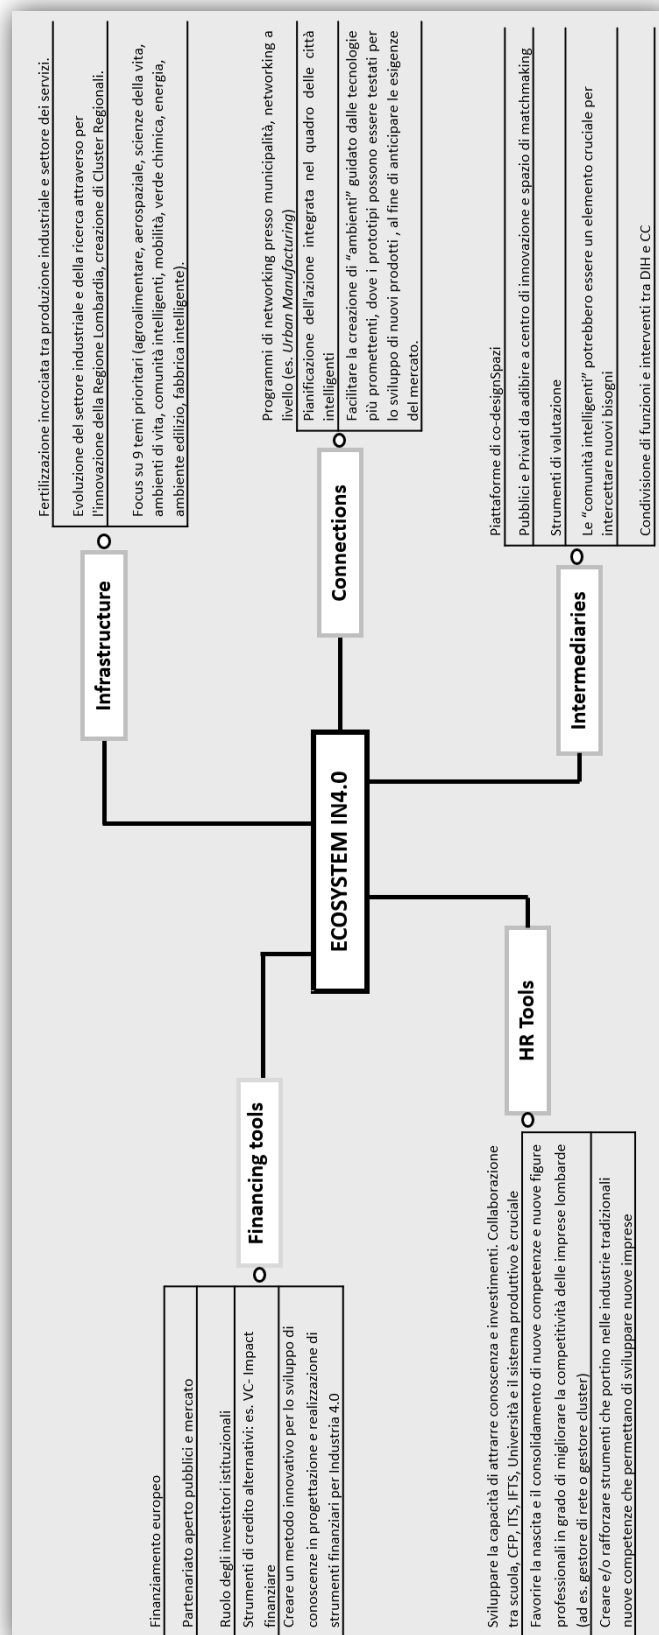 Finanziamento europeo
Partenariato aperto pubblici e mercato
Ruolo degli investitori istituzionali
Strumenti di credito alternativi: es. VC- Impact
finanziare
Creare un metodo innovativo per lo sviluppo di
conoscenze in progettazione e realizzazione di
strumenti finanziari per Industria 4.0
Financing tools
Infrastructure
Fertilizzazione incrociata tra produzione industriale e settore dei servizi.
Evoluzione del settore industriale e della ricerca attraverso per
l'innovazione della Regione Lombardia, creazione di Cluster Regionali.
Focus su 9 temi prioritari (agroalimentare, aerospaziale, scienze della vita,
ambienti di vita, comunità intelligenti, mobilità, verde chimica, energia,
ambiente edilizio, fabbrica intelligente).
ECOSYSTEM IN4.0
Connections
Programmi di networking presso municipalità, networking a
livello (es. Urban Manufacturing)
Pianificazione dell'azione integrata nel quadro delle città
intelligenti
Facilitare la creazione di "ambienti" guidato dalle tecnologie
più promettenti, dove i prototipi possono essere testati per
lo sviluppo di nuovi prodotti , al fine di anticipare le esigenze
del mercato.
Sviluppare la capacità di attrarre conoscenza e investimenti. Collaborazione
tra scuola, CFP, ITS, IFTS, Università e il sistema produttivo è cruciale
Favorire la nascita e il consolidamento di nuove competenze e nuove figure
professionali in grado di migliorare la competitività delle imprese lombarde
(ad es. gestore di rete o gestore cluster)
Creare e/o rafforzare strumenti che portino nelle industrie tradizionali
nuove competenze che permettano di sviluppare nuove imprese
HR Tools
Intermediaries
Piattaforme di co-designSpazi
Pubblici e Privati da adibire a centro di innovazione e spazio di matchmaking
Strumenti di valutazione
Le "comunità intelligenti" potrebbero essere un elemento cruciale per
intercettare nuovi bisogni
Condivisione di funzioni e interventi tra DIH e CC